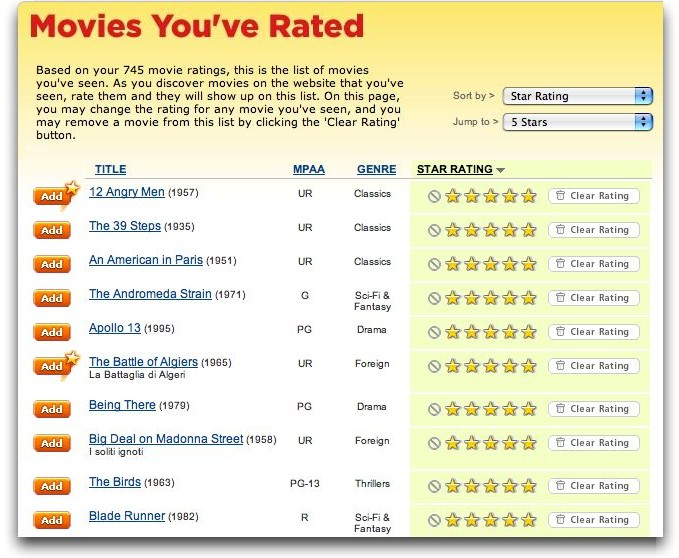 Movies You've Rated
Based on your 745 movie ratings, this is the list of movies
you've seen. As you discover movies on the website that you've
seen, rate them and they will show up on this list. On this page,
you may change the rating for any movie you've seen, and you
may remove a movie from this list by clicking the 'Clear Rating'
button.
Sort by > Star Rating
Jump to > 5 Stars
TITLE MPAA GENRE STAR RATING
Add 12 Angry Men (1957) UR Classics Clear Rating
Add The 39 Steps (1935) UR Classics Clear Rating
Add An American in Paris (1951) UR Classics Clear Rating
Add The Andromeda Strain (1971) G Sci-Fi & Clear Rating
Fantasy
Add Apollo 13 (1995) PG Drama Clear Rating
Add The Battle of Algiers (1965) UR Foreign Clear Rating
La Battaglia di Algeri
Add Being There (1979) PG Drama Clear Rating
Add Big Deal on Madonna Street (1958) UR Foreign Clear Rating
I soliti ignoti
Add The Birds (1963) PG-13 Thrillers Clear Rating
Add Blade Runner (1982) R Sci-Fi & Clear Rating
Fantasy